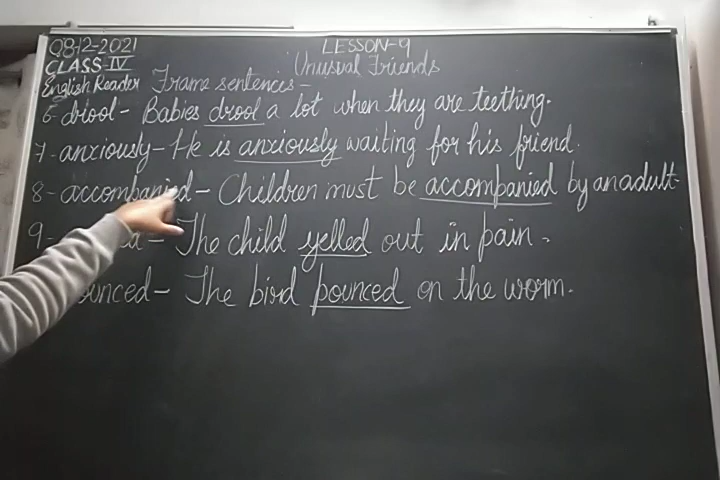 08-12-2021 LESSON-9
CLASS-IV Unusual Friends
English Reader Frame sentences-
6-drool- Babies drool a lot when they are teething.
7-anxiously- He is anxiously waiting for his friend.
8-accompanied- Children must be accompanied by an adult.
9- - The child yelled out in pain.
ounced- The bird pounced on the worm.